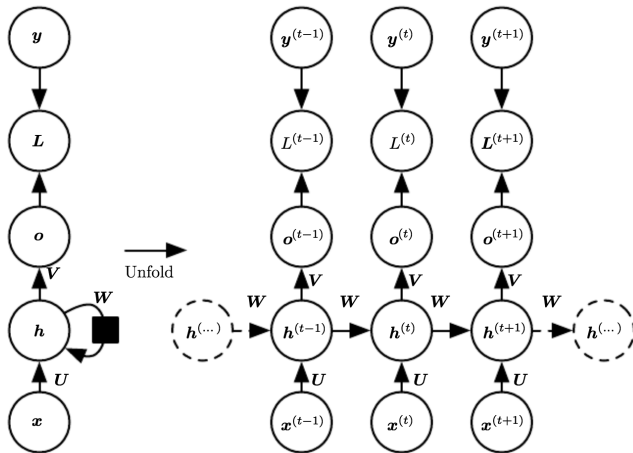 y y^(t−1) y^(t) y^(t+1)
L L^(t−1) L^(t) L^(t+1)
o o^(t−1) o^(t) o^(t+1)
Unfold
V V V V
W W W W W
h h^(...) h^(t−1) h^(t) h^(t+1) h^(...)
U U U U
x x^(t−1) x^(t) x^(t+1)